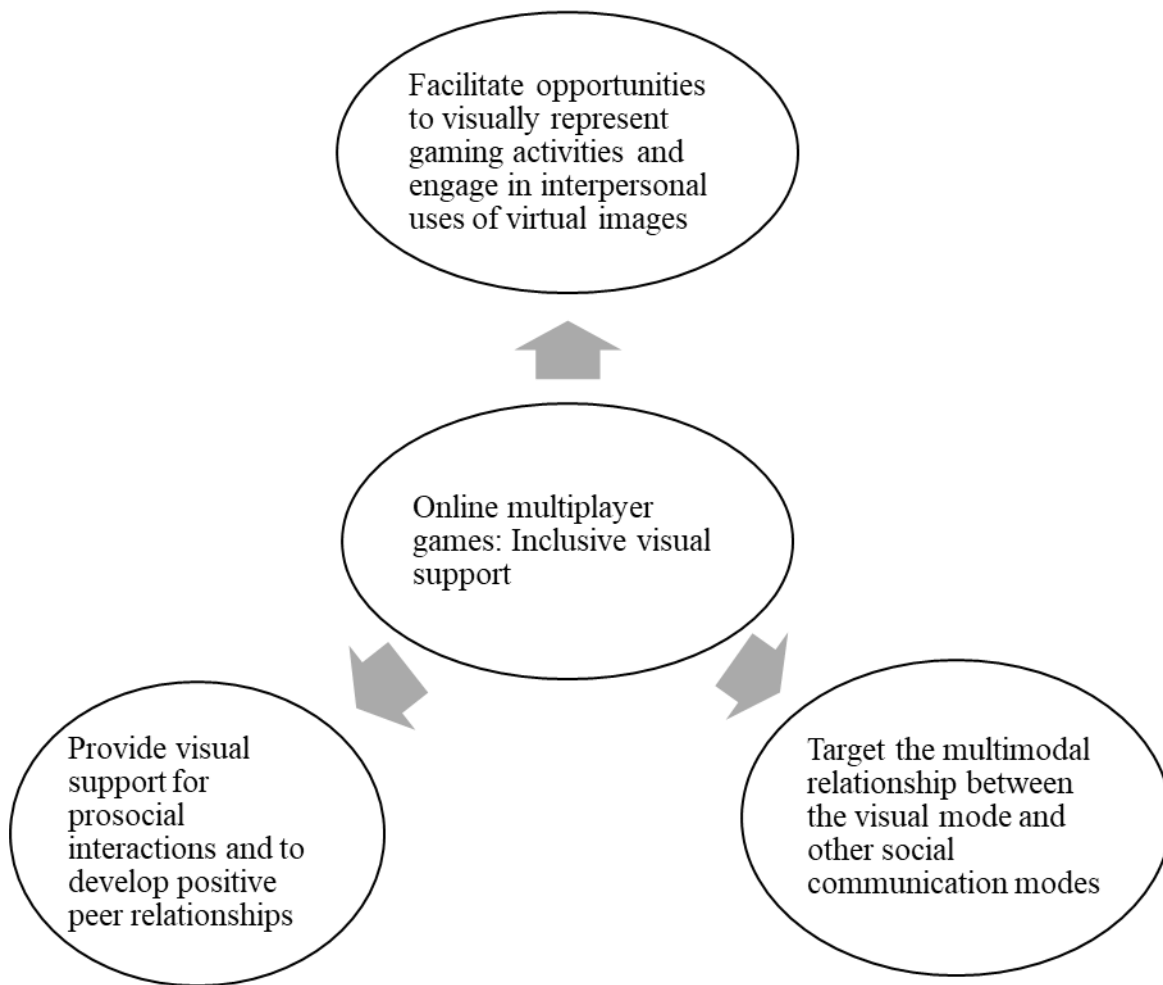 Facilitate opportunities
to visually represent
gaming activities and
engage in interpersonal
uses of virtual images
Online multiplayer
games: Inclusive visual
support
Provide visual
support for
prosocial
interactions and to
develop positive
peer relationships
Target the multimodal
relationship between
the visual mode and
other social
communication modes